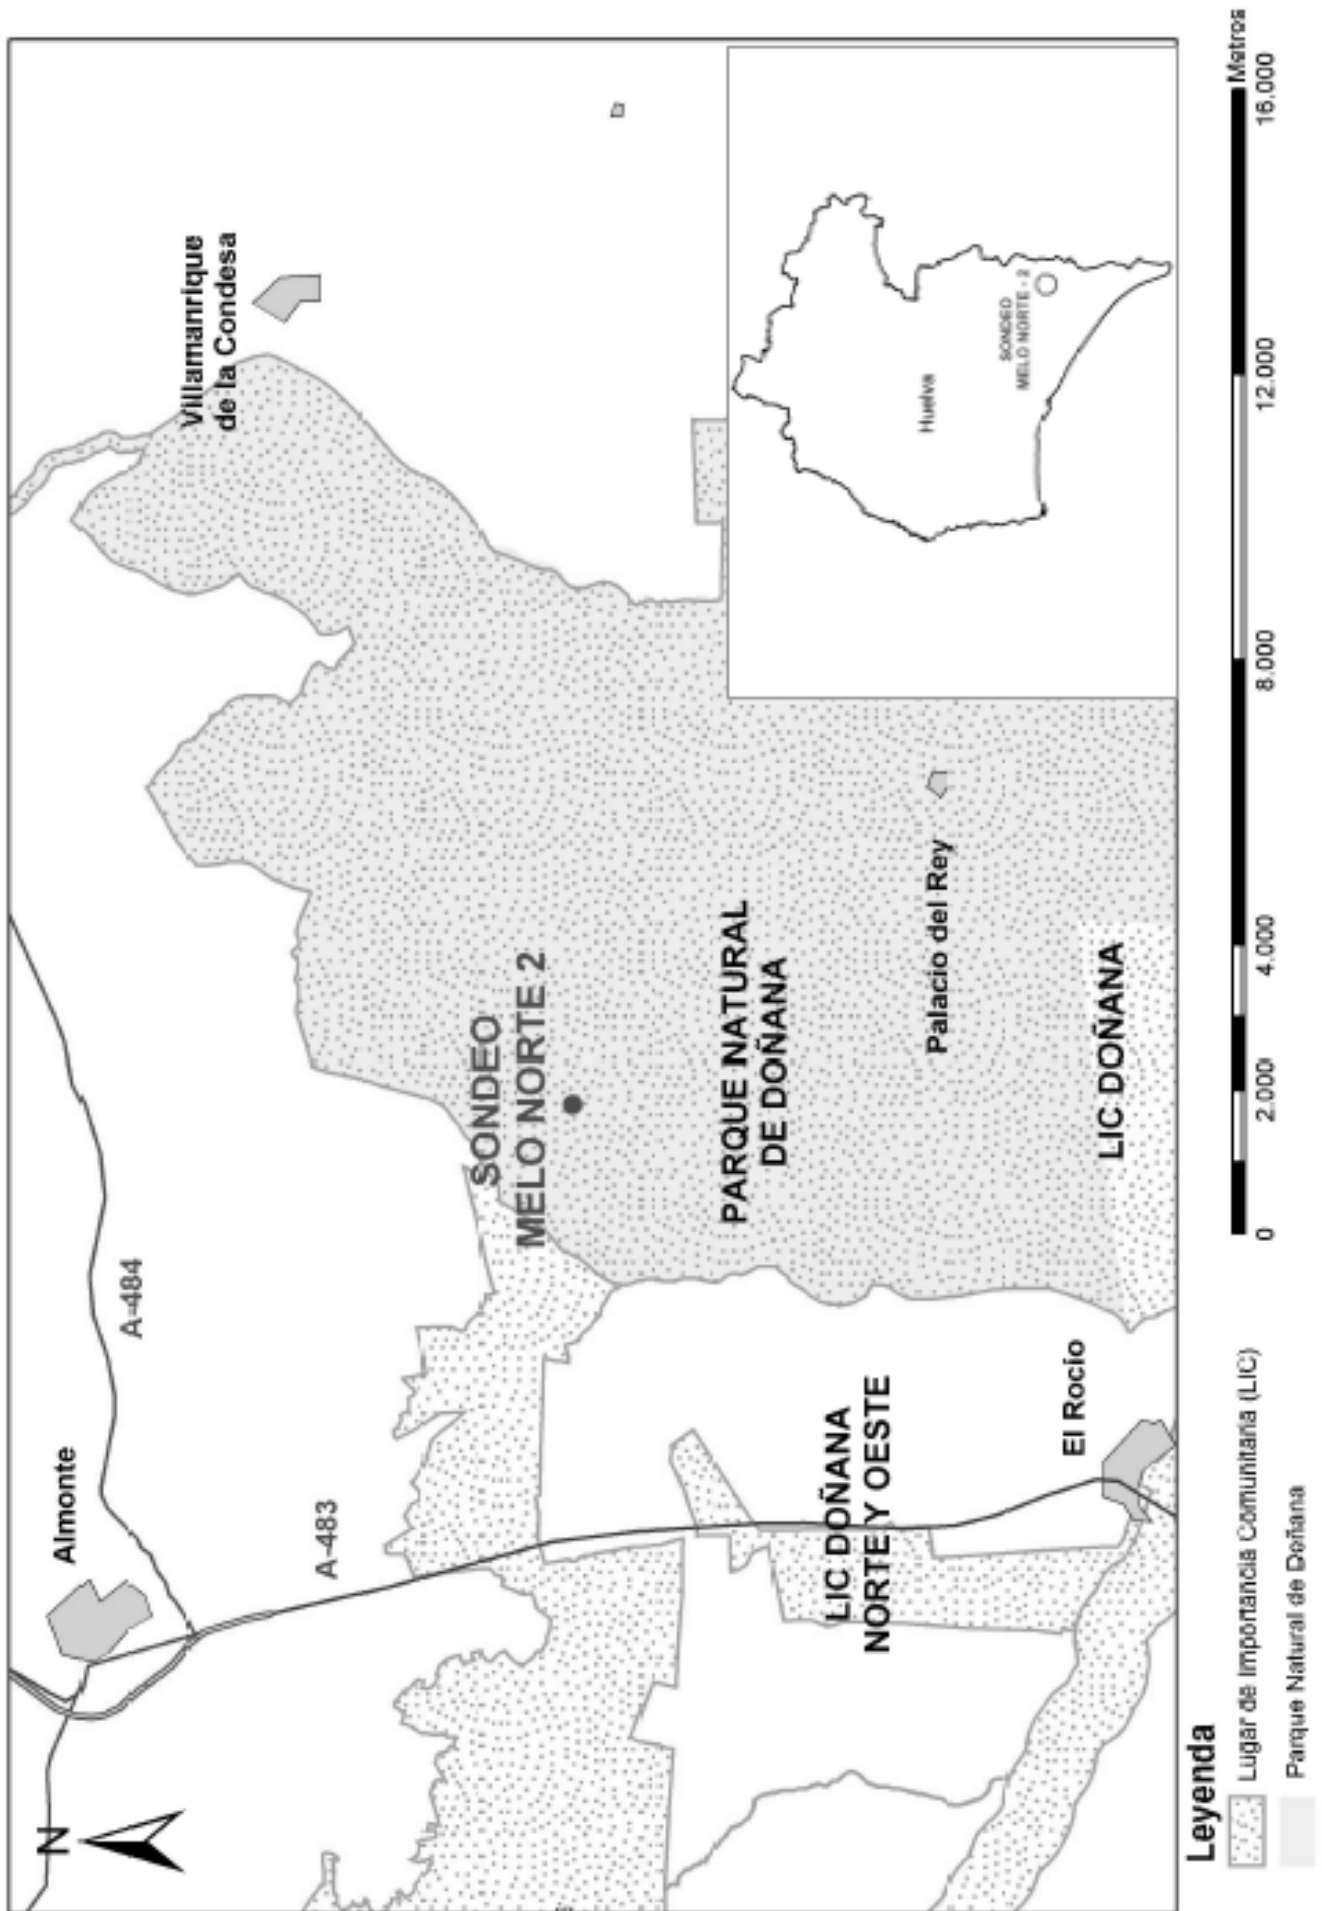 N
Almonte
A-484
A-483
Villamanrique
de la Condesa
SONDEO
MELO NORTE 2
PARQUE NATURAL
DE DOÑANA
LIC DOÑANA
NORTE Y OESTE
Palacio del Rey
El Rocío
LIC DOÑANA
Huelva
SONDEO
MELO NORTE - 2
Leyenda
Lugar de Importancia Comunitaria (LIC)
Parque Natural de Doñana
0 2.000 4.000 8.000 12.000 16.000
Metros